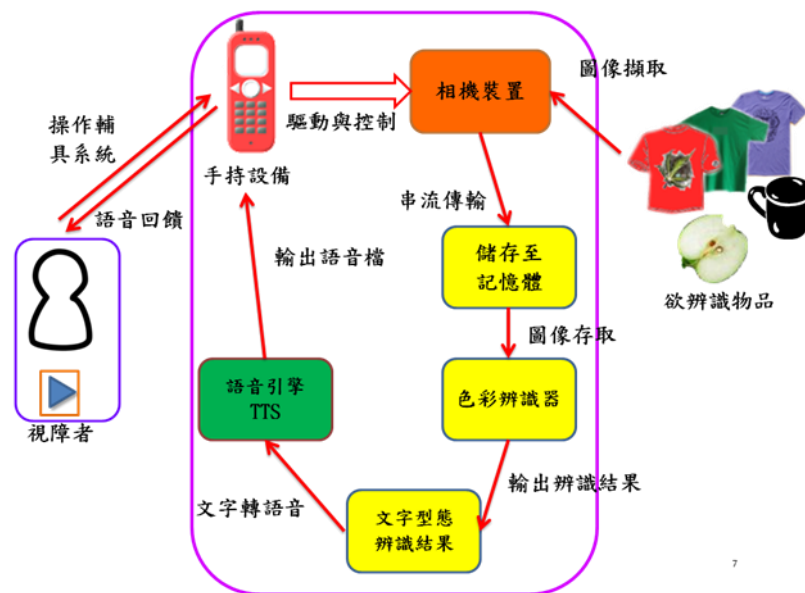 圖像擷取
相機裝置
驅動與控制
操作輔
具系統
手持設備
串流傳輸
語音回饋
輸出語音檔
儲存至
記憶體
欲辨識物品
圖像存取
語音引擎
TTS
色彩辨識器
視障者
輸出辨識結果
文字轉語音
文字型態
辨識結果
7